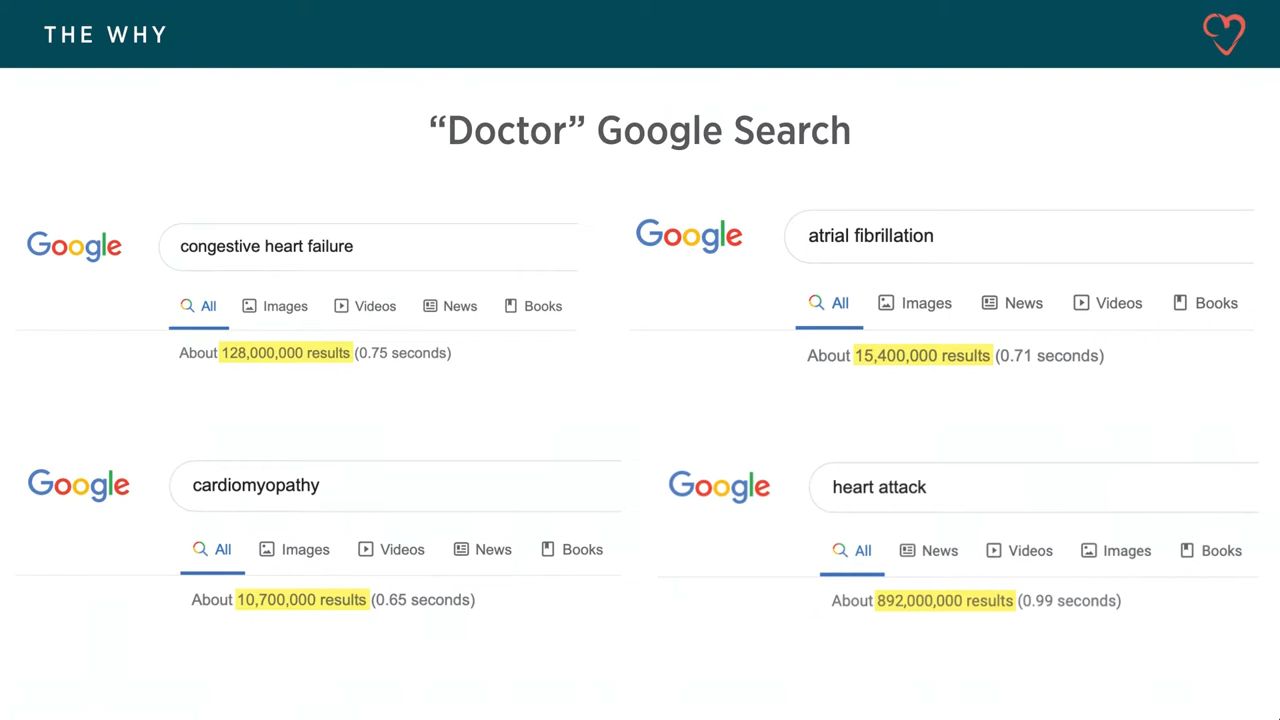 THE WHY
“Doctor” Google Search
Google
congestive heart failure
All Images Videos News Books
About 128,000,000 results (0.75 seconds)
Google
atrial fibrillation
All Images News Videos Books
About 15,400,000 results (0.71 seconds)
Google
cardiomyopathy
All Images Videos News Books
About 10,700,000 results (0.65 seconds)
Google
heart attack
All News Videos Images Books
About 892,000,000 results (0.99 seconds)